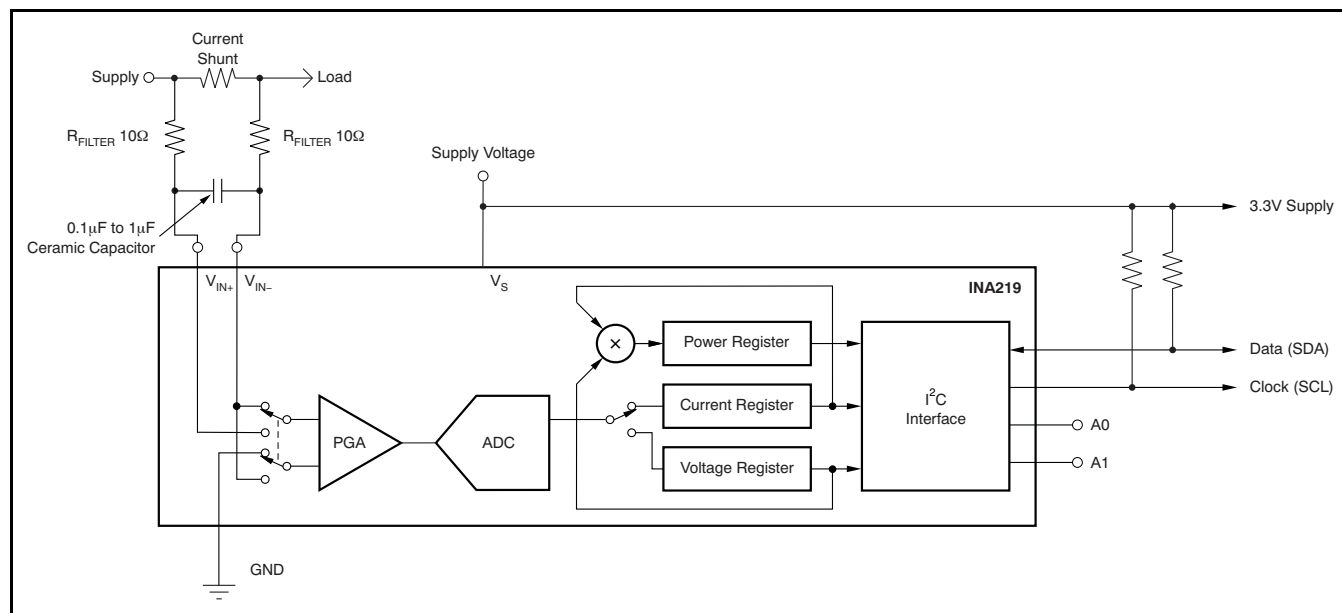 Current
Shunt
Supply
Load
R_FILTER 10Ω
R_FILTER 10Ω
Supply Voltage
0.1μF to 1μF
Ceramic Capacitor
3.3V Supply
V_IN+
V_IN–
V_S
INA219
×
Power Register
Data (SDA)
Clock (SCL)
Current Register
I²C
Interface
PGA
ADC
A0
Voltage Register
A1
GND